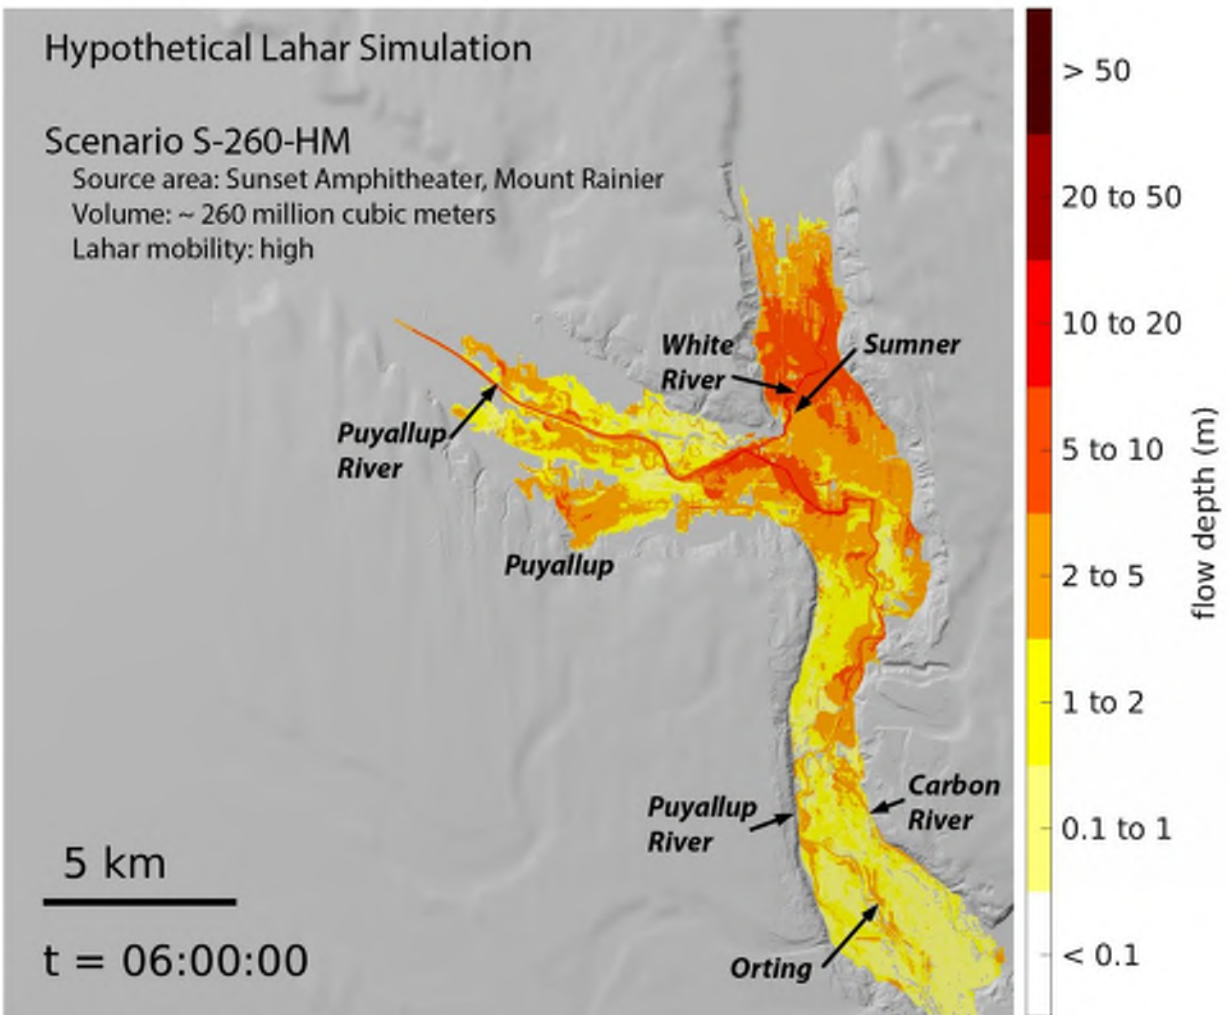 Hypothetical Lahar Simulation
Scenario S-260-HM
Source area: Sunset Amphitheater, Mount Rainier
Volume: ~ 260 million cubic meters
Lahar mobility: high
White
River
Sumner
Puyallup
River
Puyallup
Puyallup
River
Carbon
River
Orting
5 km
t = 06:00:00
> 50
20 to 50
10 to 20
5 to 10
2 to 5
1 to 2
0.1 to 1
< 0.1
flow depth (m)